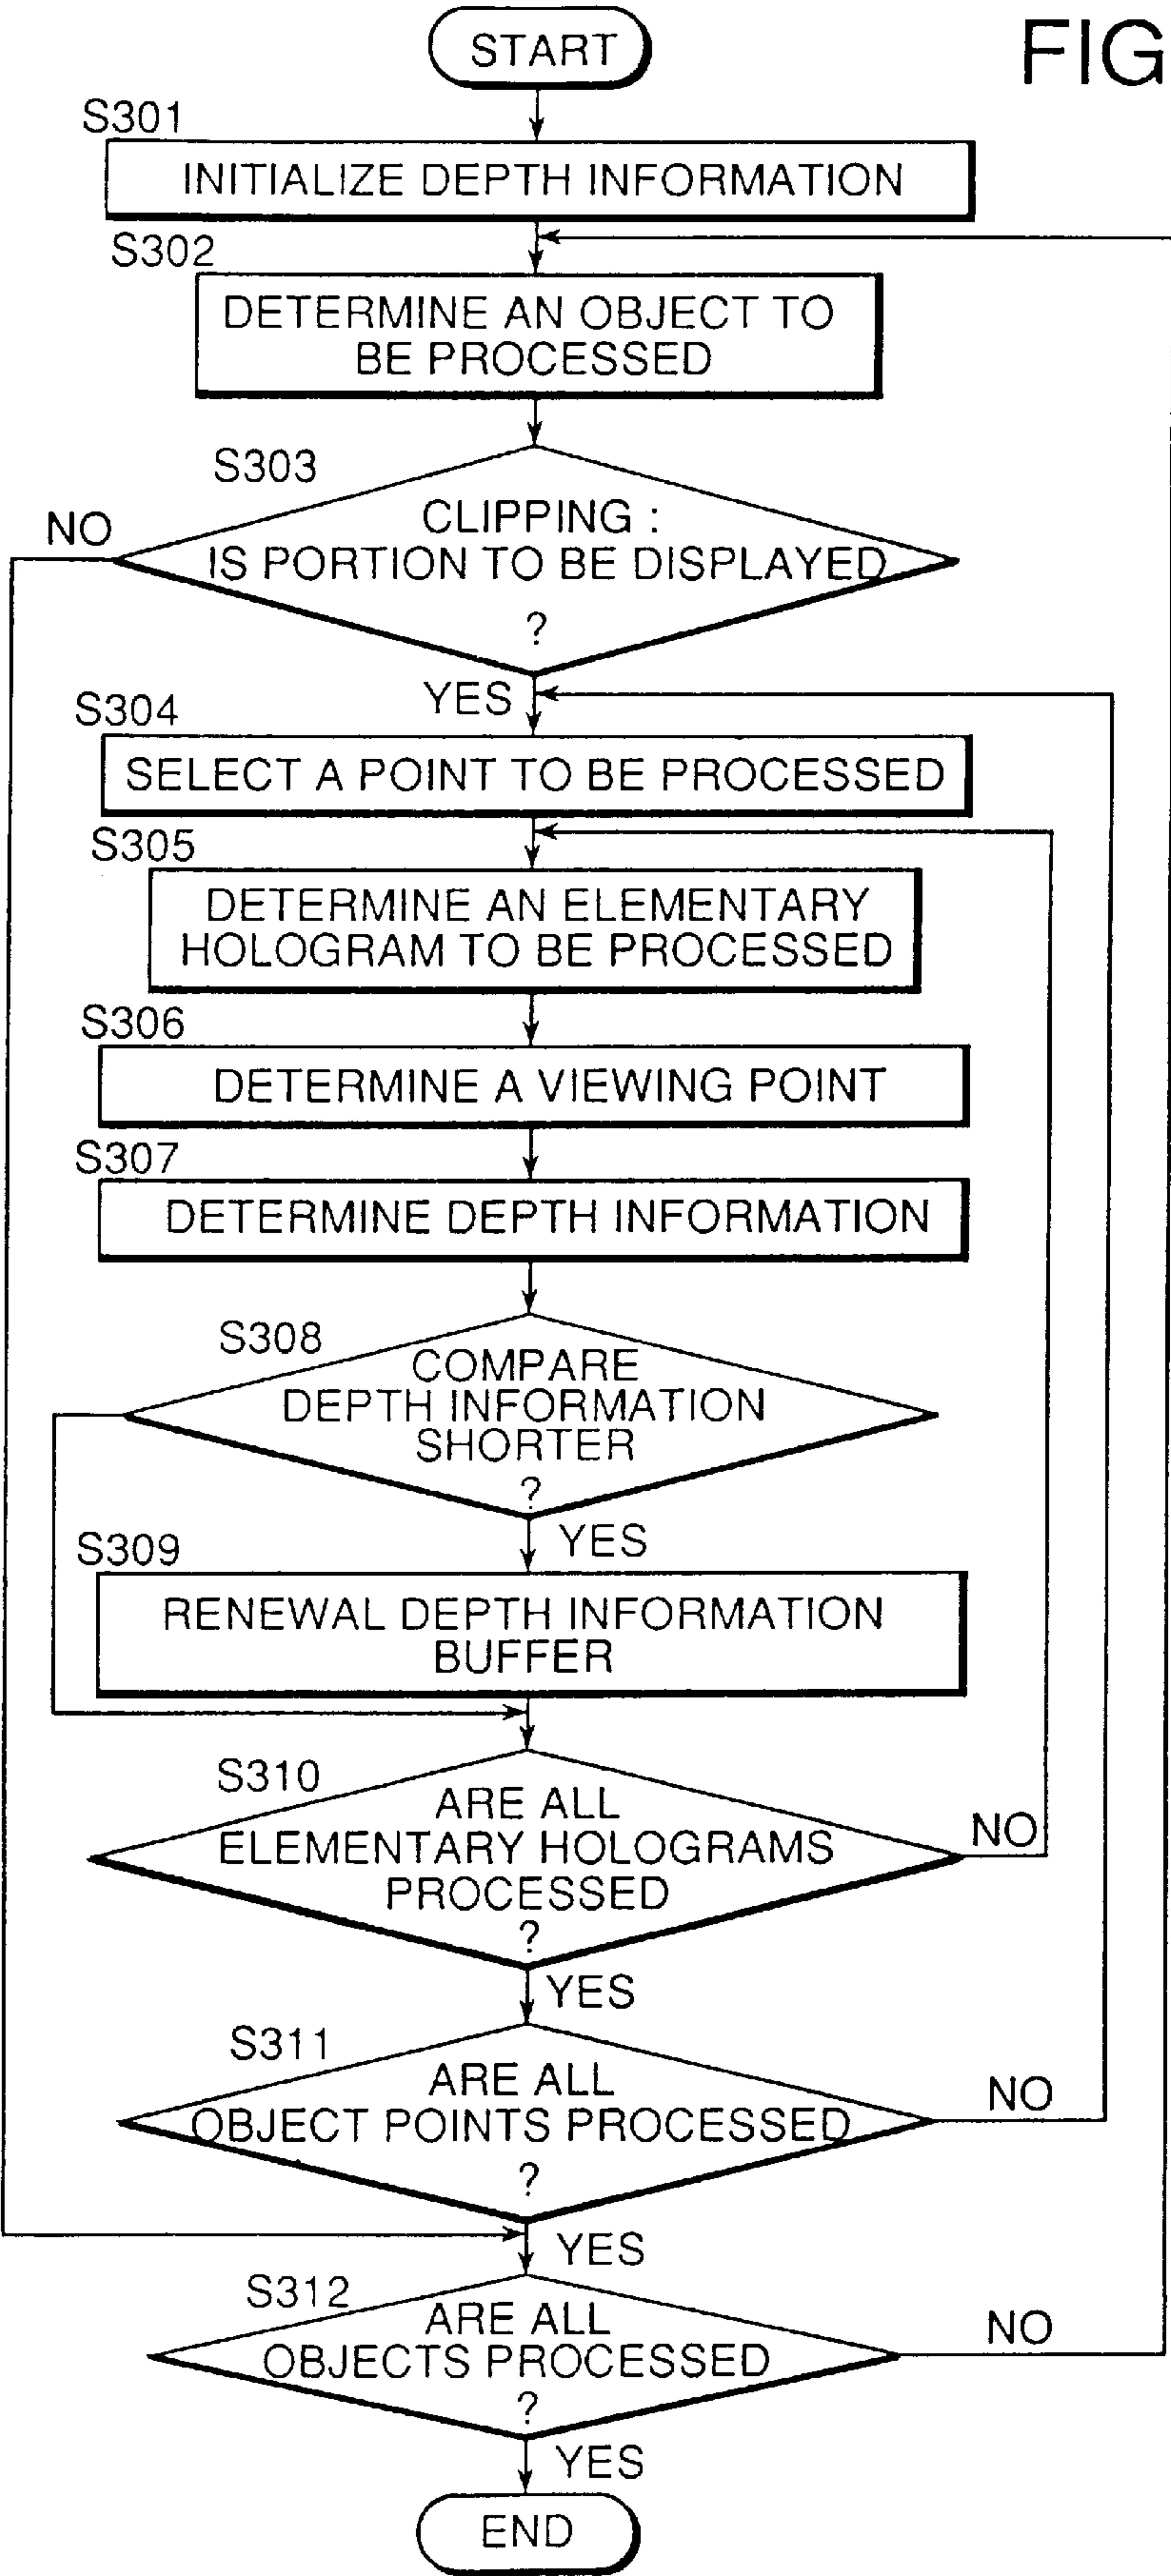 FIG
START
S301
INITIALIZE DEPTH INFORMATION
S302
DETERMINE AN OBJECT TO
BE PROCESSED
S303
NO
CLIPPING :
IS PORTION TO BE DISPLAYED
?
YES
S304
SELECT A POINT TO BE PROCESSED
S305
DETERMINE AN ELEMENTARY
HOLOGRAM TO BE PROCESSED
S306
DETERMINE A VIEWING POINT
S307
DETERMINE DEPTH INFORMATION
S308
COMPARE
DEPTH INFORMATION
SHORTER
?
YES
S309
RENEWAL DEPTH INFORMATION
BUFFER
S310
ARE ALL
ELEMENTARY HOLOGRAMS
PROCESSED
?
NO
YES
S311
ARE ALL
OBJECT POINTS PROCESSED
?
NO
YES
S312
ARE ALL
OBJECTS PROCESSED
?
NO
YES
END